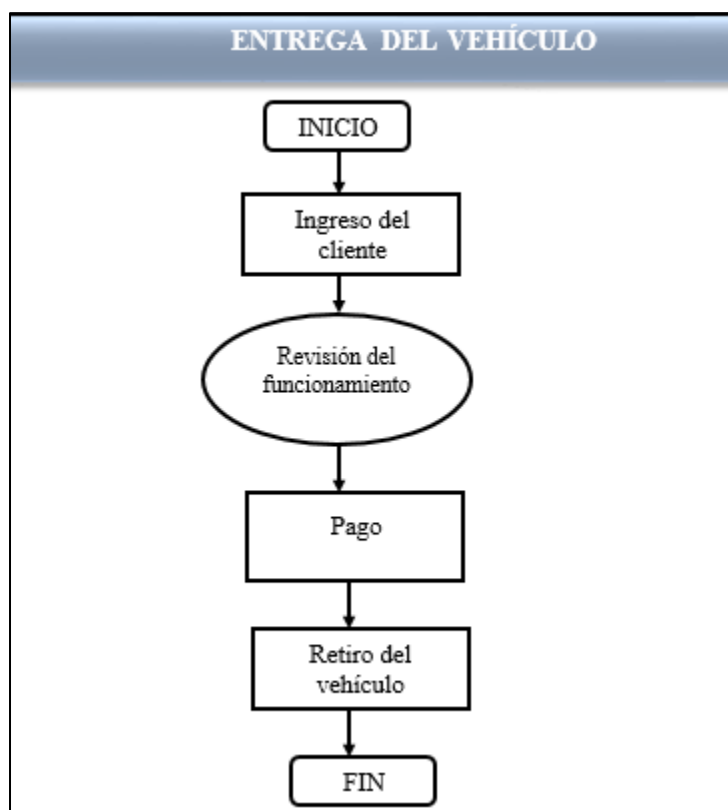 ENTREGA DEL VEHÍCULO
INICIO
Ingreso del
cliente
Revisión del
funcionamiento
Pago
Retiro del
vehículo
FIN